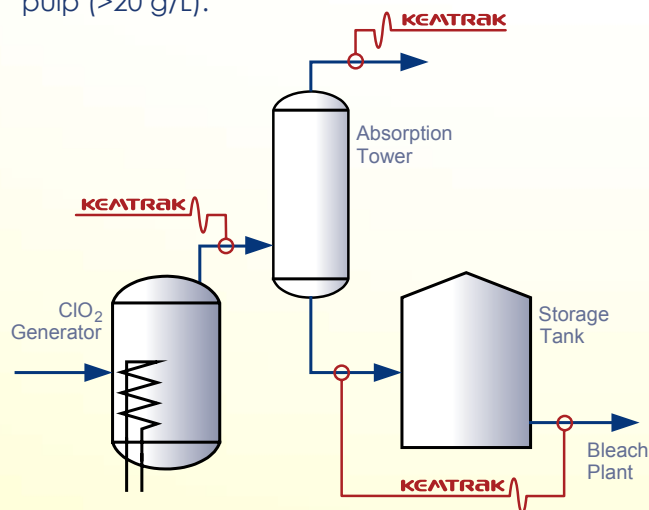 pulp (>20 g/L).
KEMTRAK
Absorption
Tower
KEMTRAK
ClO₂
Generator
Storage
Tank
Bleach
Plant
KEMTRAK